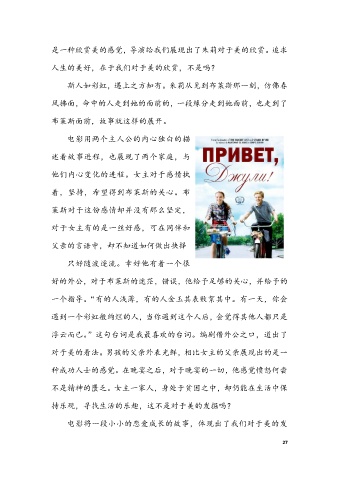 是一种欣赏美的感觉，导演给我们展现出了朱莉对于美的欣赏。追求
人生的美好，在于我们对于美的欣赏，不是吗？
斯人如彩虹，遇上之方知有。朱莉从见到布莱斯那一刻，仿佛春
风拂面，命中的人走到她的面前的，一段缘分走到她面前，也走到了
布莱斯面前，故事就这样的展开。
电影用两个主人公的内心独白的描
述着故事进程，也展现了两个家庭，与
他们内心变化的进程。女主对于感情执
着，坚持，希望得到布莱斯的关心。布
莱斯对于这份感情却并没有那么坚定，
对于女主有的是一丝好感，可在同伴和
父亲的言语中，却不知道如何做出抉择
ПРИВЕТ,
Джули!
只好随波逐流。幸好他有着一个很
好的外公，对于布莱斯的迷茫，错误，他给予足够的关心，并给予的
一个指导。“有的人浅薄，有的人金玉其表败絮其中。有一天，你会
遇到一个彩虹般绚烂的人，当你遇到这个人后，会觉得其他人都只是
浮云而已。”这句台词是我最喜欢的台词。编剧借外公之口，道出了
对于美的看法。男孩的父亲外表光鲜，相比女主的父亲展现出的是一
种成功人士的感觉。在晚宴之后，对于晚宴的一切，他感觉愤怒何尝
不是精神的匮乏。女主一家人，身处于贫困之中，却仍能在生活中保
持乐观，寻找生活的乐趣，这不是对于美的发掘吗？
电影将一段小小的恋爱成长的故事，体现出了我们对于美的发
27